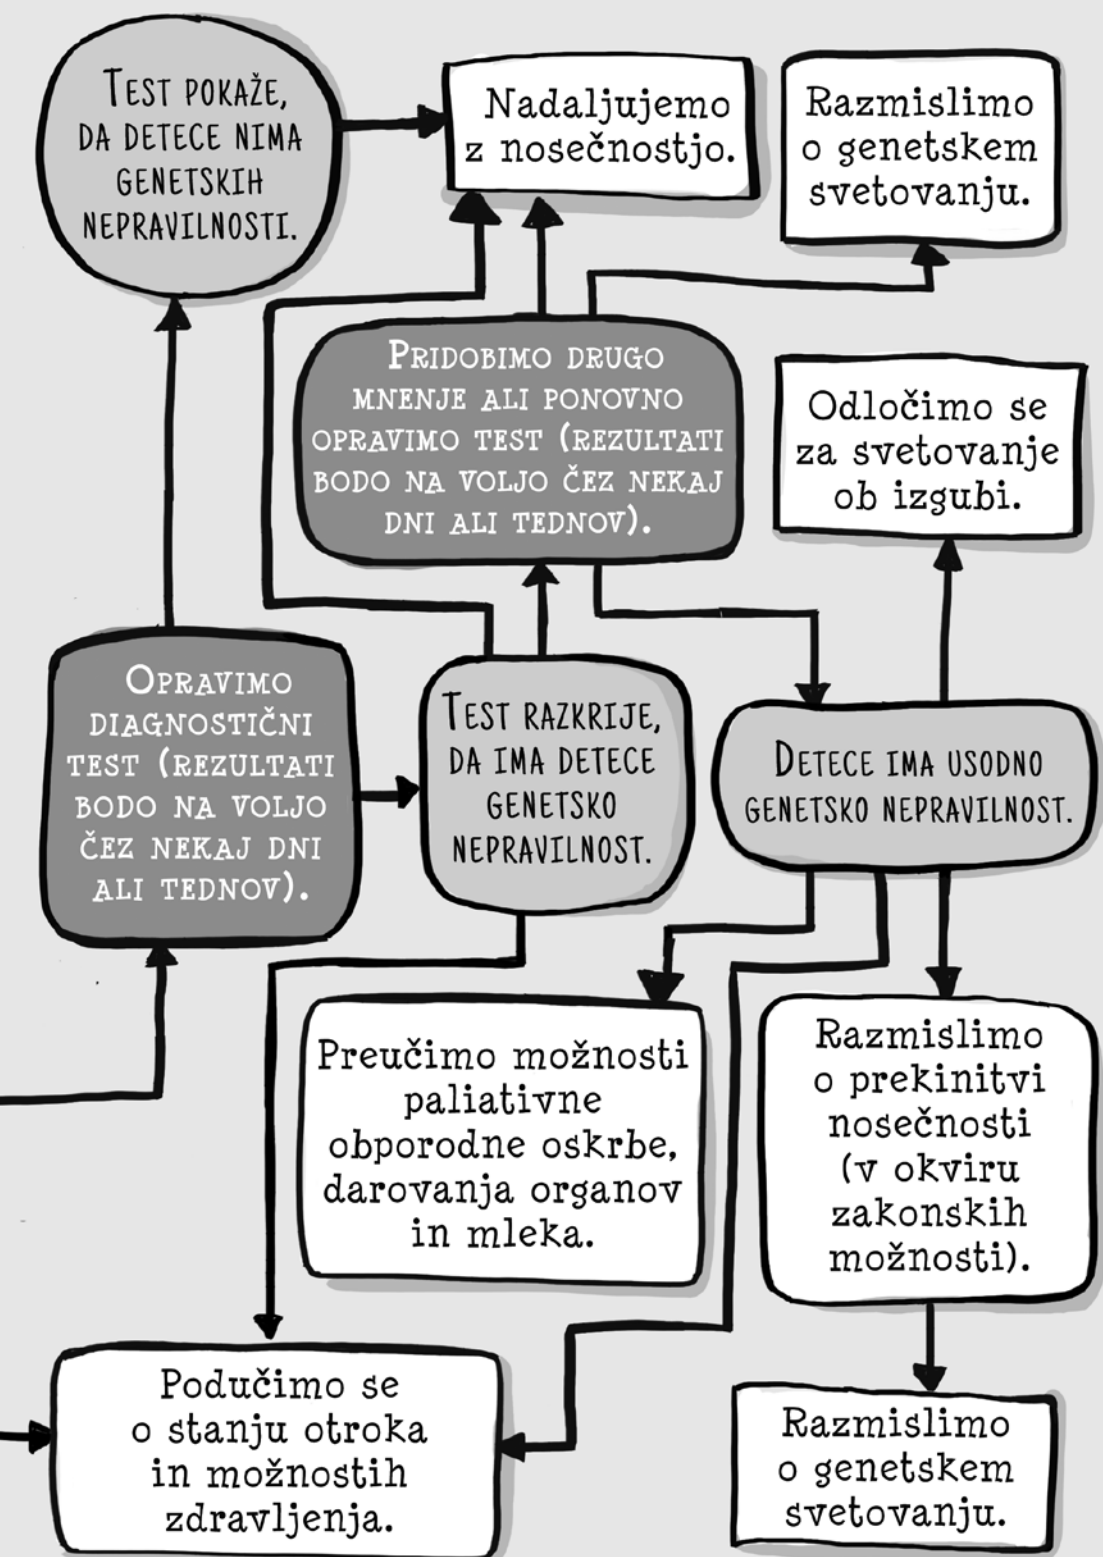 TEST POKAŽE,
DA DETECE NIMA
GENETSKIH
NEPRAVILNOSTI.
Nadaljujemo
z nosečnostjo.
Razmislimo
o genetskem
svetovanju.
PRIDOBIMO DRUGO
MNENJE ALI PONOVNO
OPRAVIMO TEST (REZULTATI
BODO NA VOLJO ČEZ NEKAJ
DNI ALI TEDNOV).
Odločimo se
za svetovanje
ob izgubi.
OPRAVIMO
DIAGNOSTIČNI
TEST (REZULTATI
BODO NA VOLJO
ČEZ NEKAJ DNI
ALI TEDNOV).
TEST RAZKRIJE,
DA IMA DETECE
GENETSKO
NEPRAVILNOST.
DETECE IMA USODNO
GENETSKO NEPRAVILNOST.
Preučimo možnosti
paliativne
obporodne oskrbe,
darovanja organov
in mleka.
Razmislimo
o prekinitvi
nosečnosti
(v okviru
zakonskih
možnosti).
Podučimo se
o stanju otroka
in možnostih
zdravljenja.
Razmislimo
o genetskem
svetovanju.